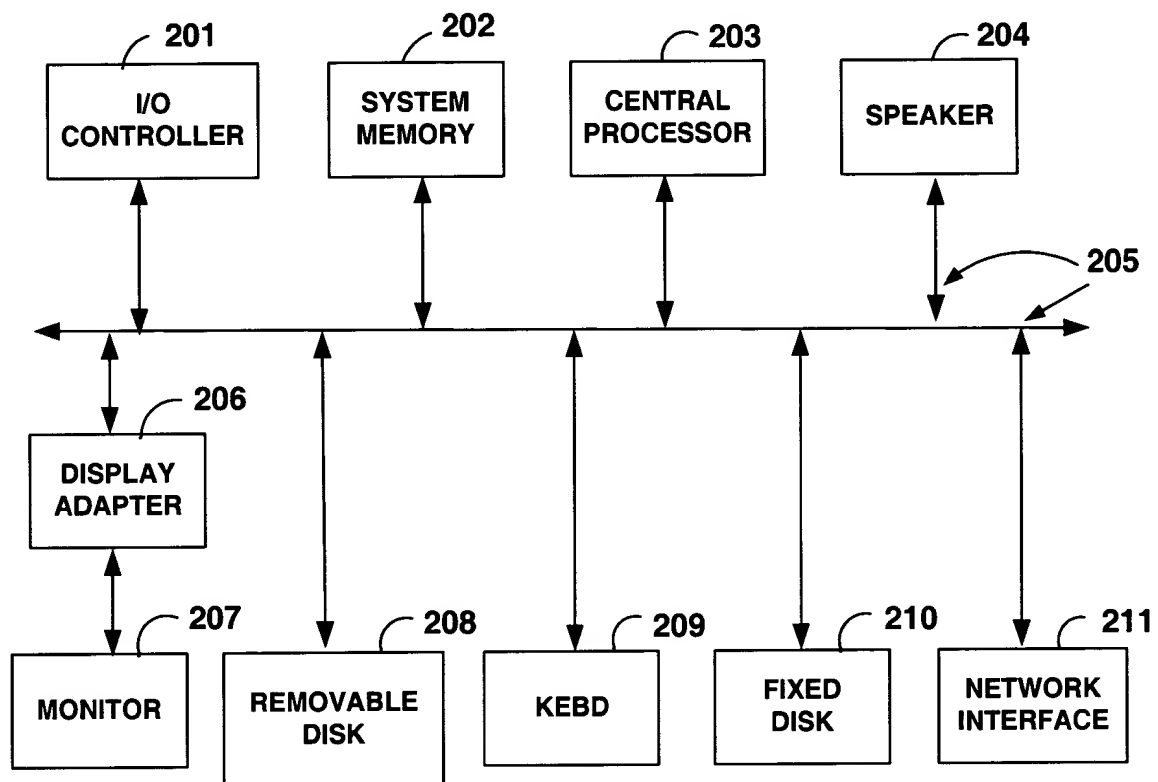 201
202
203
204
I/O
CONTROLLER
SYSTEM
MEMORY
CENTRAL
PROCESSOR
SPEAKER
205
206
DISPLAY
ADAPTER
207
208
209
210
211
MONITOR
REMOVABLE
DISK
KEBD
FIXED
DISK
NETWORK
INTERFACE